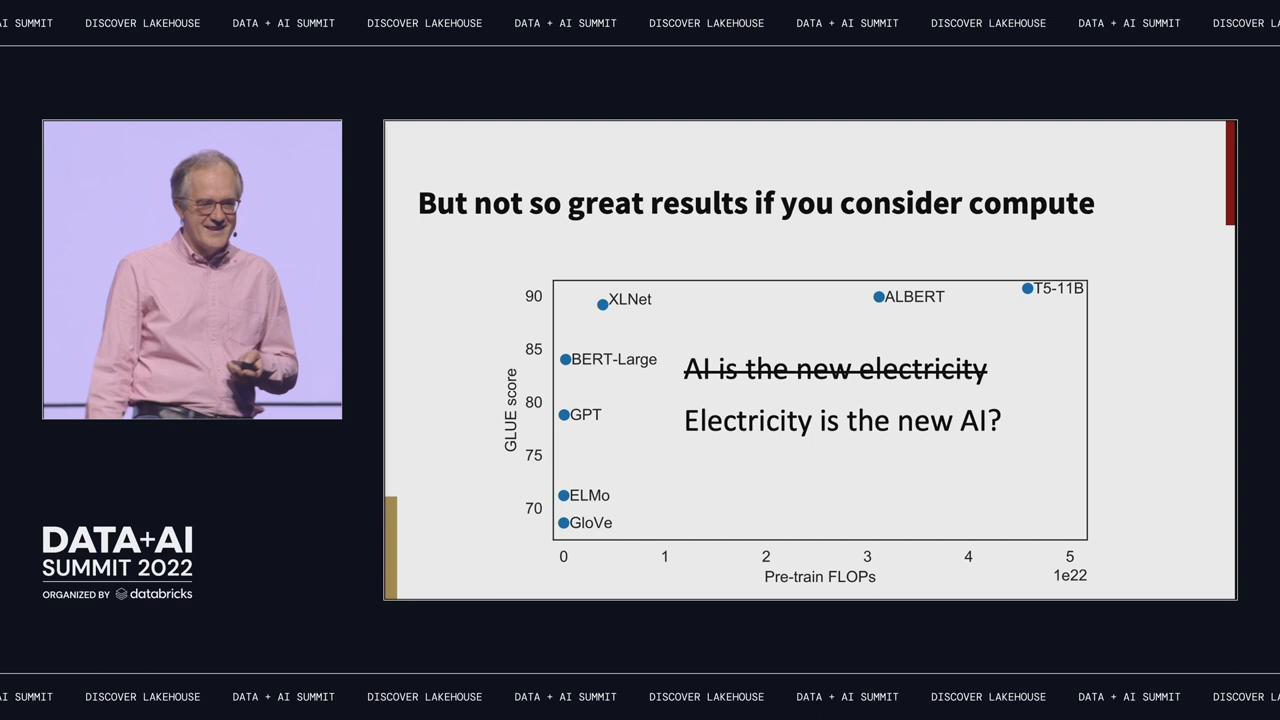 AI SUMMIT DISCOVER LAKEHOUSE DATA + AI SUMMIT DISCOVER LAKEHOUSE DATA + AI SUMMIT DISCOVER LAKEHOUSE DATA + AI SUMMIT DISCOVER LAKEHOUSE DATA + AI SUMMIT DISCOVER LA
But not so great results if you consider compute
90
XLNet
ALBERT
T5-11B
85
BERT-Large
AI is the new electricity
80
GPT
Electricity is the new AI?
GLUE score
75
70
ELMo
GloVe
0 1 2 3 4 5
Pre-train FLOPs
1e22
DATA+AI
SUMMIT 2022
ORGANIZED BY databricks
AI SUMMIT DISCOVER LAKEHOUSE DATA + AI SUMMIT DISCOVER LAKEHOUSE DATA + AI SUMMIT DISCOVER LAKEHOUSE DATA + AI SUMMIT DISCOVER LAKEHOUSE DATA + AI SUMMIT DISCOVER LA